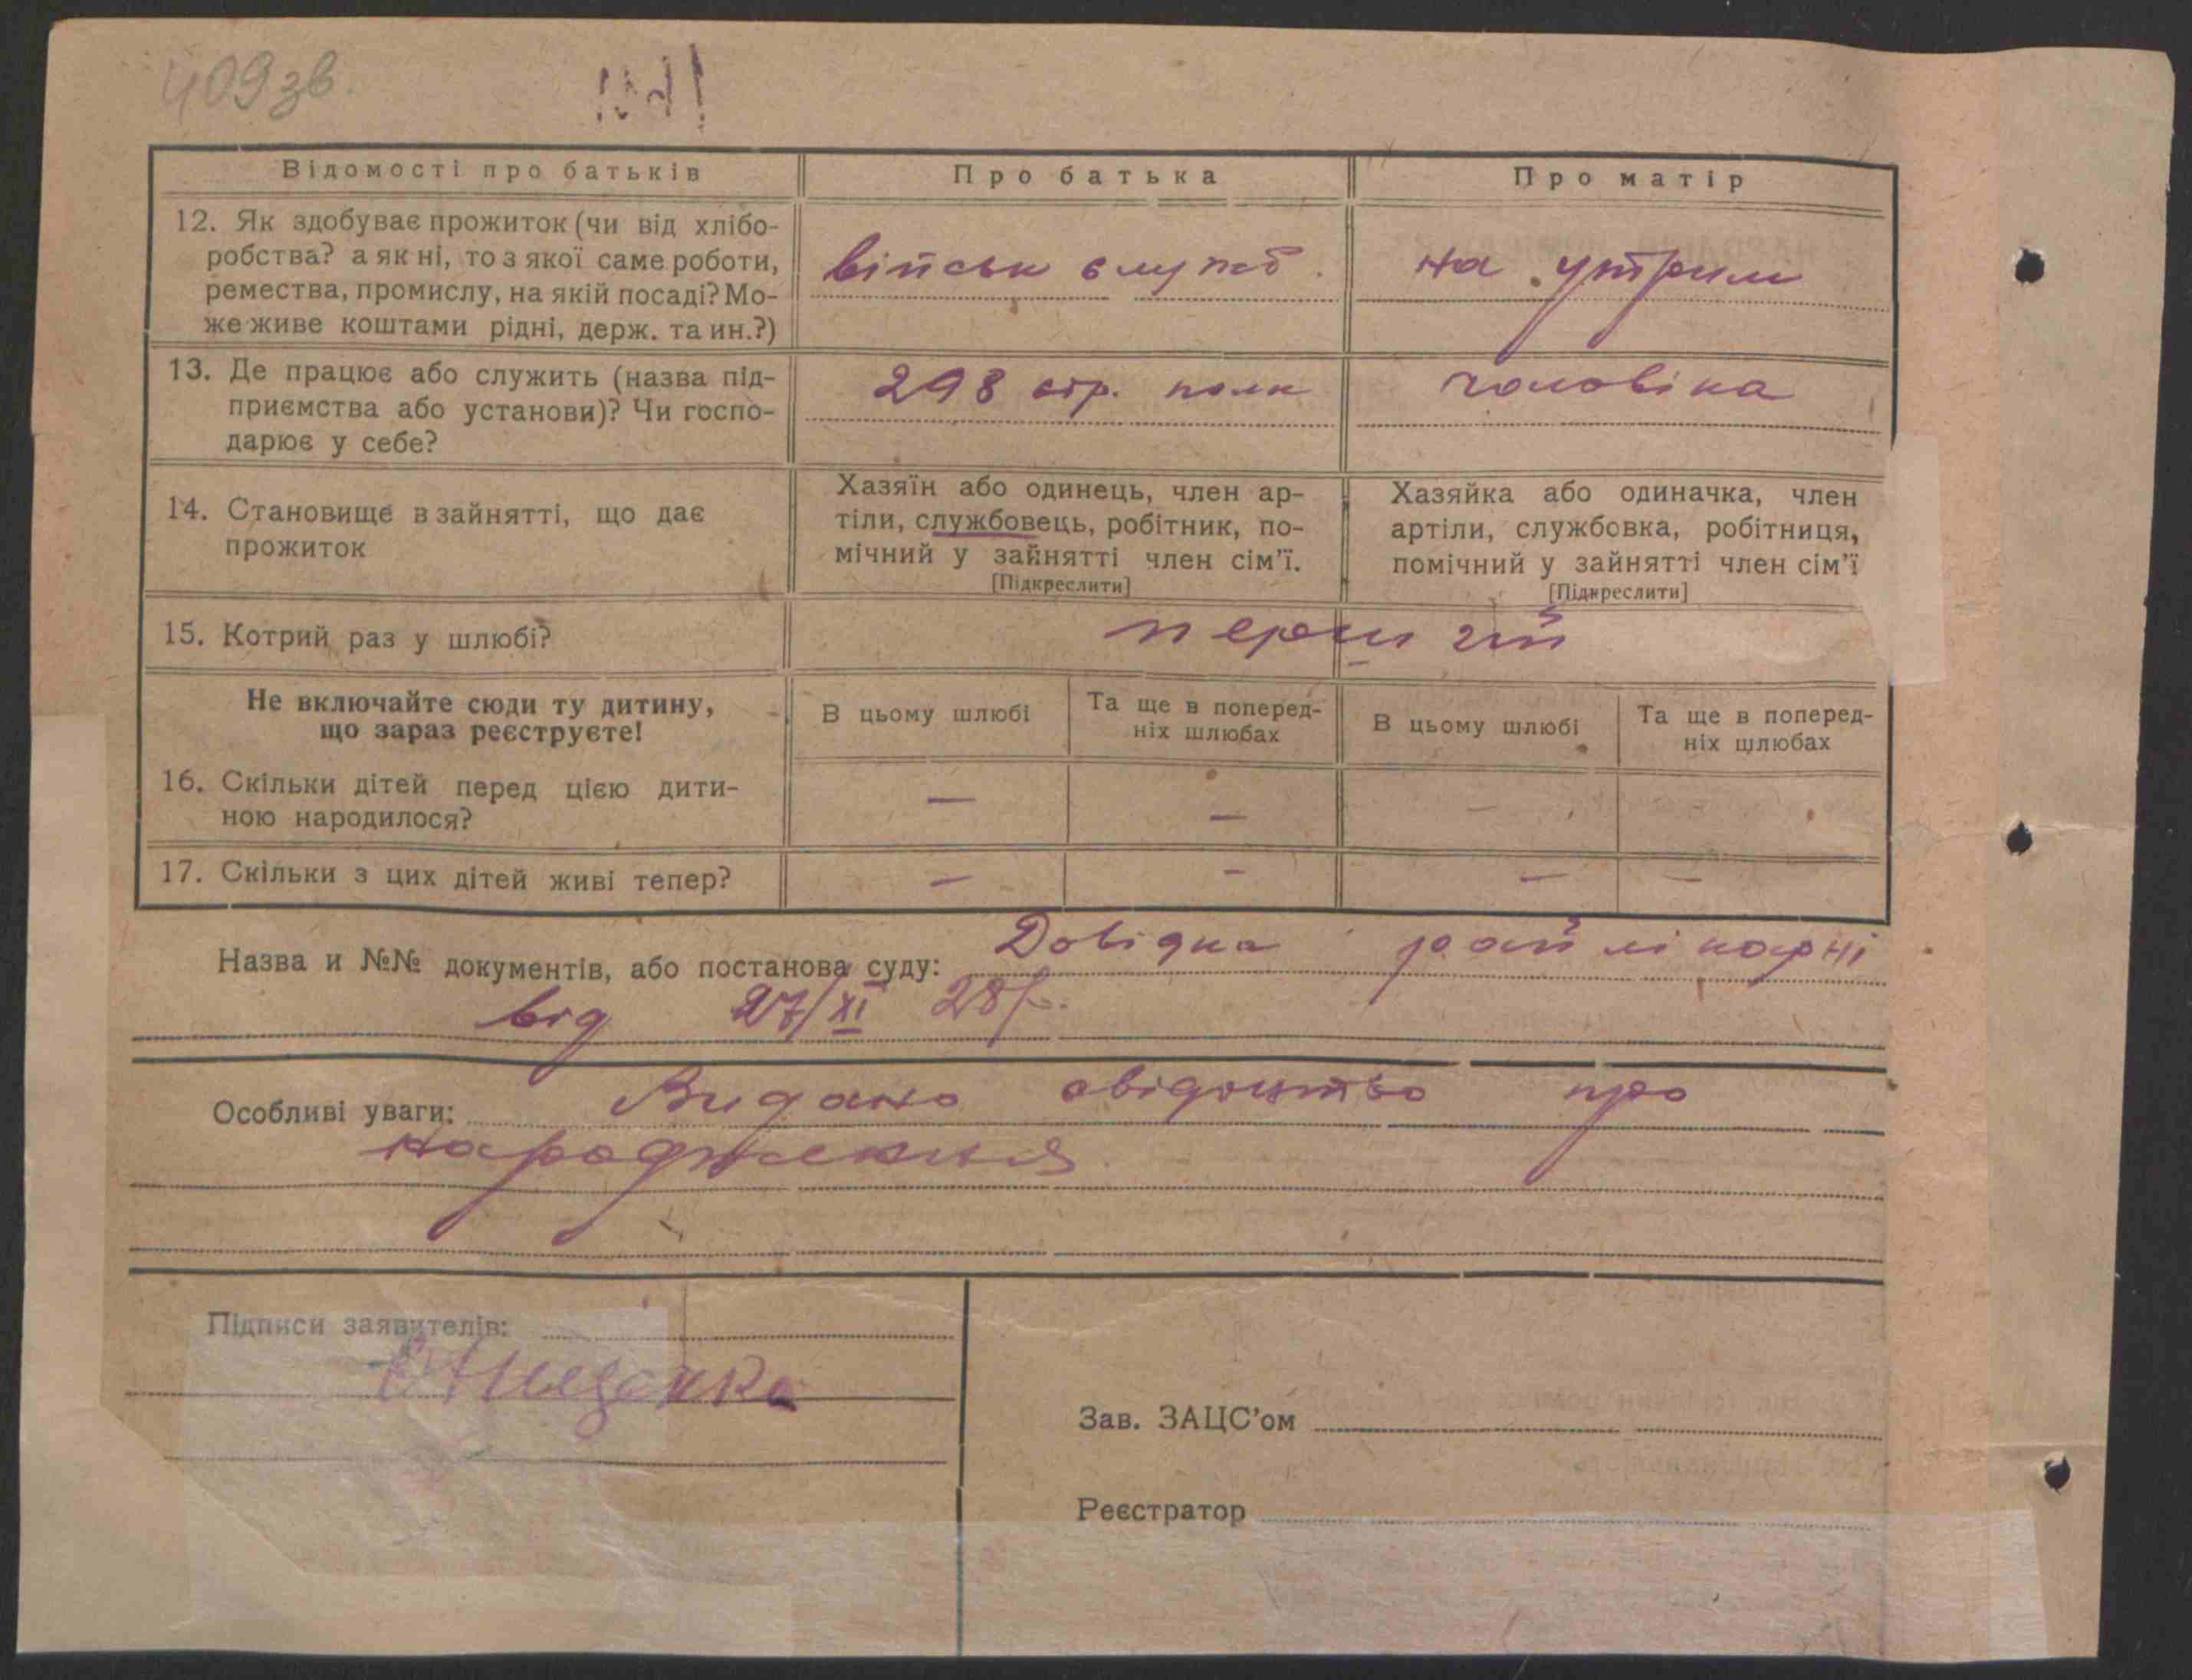 409зв.
Відомості про батьків
Про батька
Про матір
12. Як здобуває прожиток (чи від хлібо-
робства? а як ні, то з якої саме роботи,
ремества, промислу, на якій посаді? Мо-
же живе коштами рідні, держ. та ин.?)
військ служб.
на утрим
13. Де працює або служить (назва під-
приємства або установи)? Чи госпо-
дарює у себе?
298 стр. полк
чоловіка
14. Становище в зайнятті, що дає
прожиток
Хазяїн або одинець, член ар-
тіли, службовець, робітник, по-
мічний у зайнятті член сім’ї.
[Підкреслити]
Хазяйка або одиначка, член
артіли, службовка, робітниця,
помічний у зайнятті член сім’ї
[Підкреслити]
15. Котрий раз у шлюбі?
перший
Не включайте сюди ту дитину,
що зараз реєструєте!
В цьому шлюбі
Та ще в поперед-
ніх шлюбах
В цьому шлюбі
Та ще в поперед-
ніх шлюбах
16. Скільки дітей перед цією дити-
ною народилося?
— — — —
17. Скільки з цих дітей живі тепер?
— — — —
Назва и №№ документів, або постанова суду: Довідка рай лікарні
від 27/XI 28р.
Особливі уваги: Видано свідоцтво про
народження
Підписи заявителів:
Зав. ЗАЦС’ом
Реєстратор